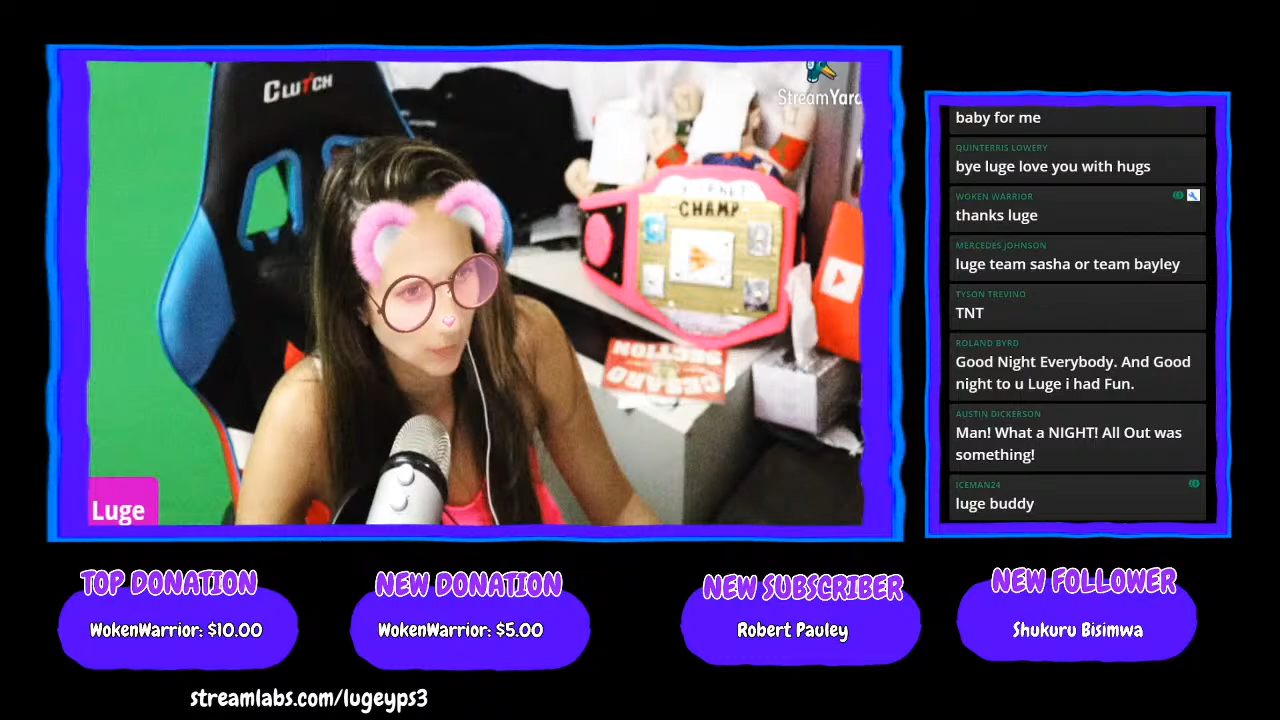 CLUTCH
StreamYard
CHAMP
CESARO
SECTION
Luge
baby for me
QUINTERRIS LOWERY
bye luge love you with hugs
WOKEN WARRIOR
thanks luge
MERCEDES JOHNSON
luge team sasha or team bayley
TYSON TREVINO
TNT
ROLAND BYRD
Good Night Everybody. And Good
night to u Luge i had Fun.
AUSTIN DICKERSON
Man! What a NIGHT! All Out was
something!
ICEMAN24
luge buddy
TOP DONATION
WokenWarrior: $10.00
NEW DONATION
WokenWarrior: $5.00
NEW SUBSCRIBER
Robert Pauley
NEW FOLLOWER
Shukuru Bisimwa
streamlabs.com/lugeyps3